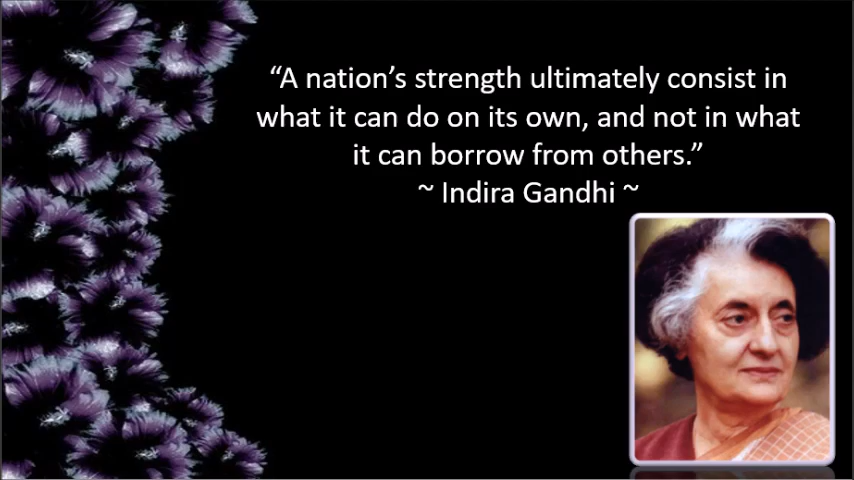 “A nation’s strength ultimately consist in
what it can do on its own, and not in what
it can borrow from others.”
~ Indira Gandhi ~